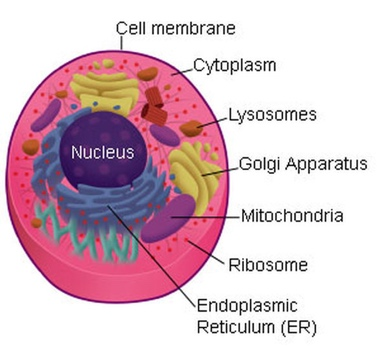 Cell membrane
Cytoplasm
Lysosomes
Nucleus
Golgi Apparatus
Mitochondria
Ribosome
Endoplasmic
Reticulum (ER)